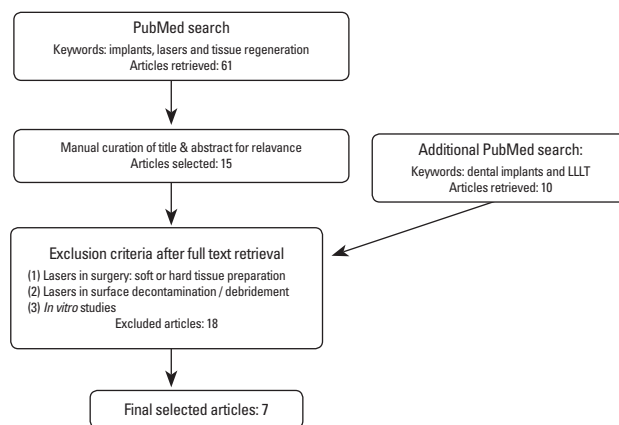 PubMed search
Keywords: implants, lasers and tissue regeneration
Articles retrieved: 61
Manual curation of title & abstract for relavance
Articles selected: 15
Additional PubMed search:
Keywords: dental implants and LLLT
Articles retrieved: 10
Exclusion criteria after full text retrieval
(1) Lasers in surgery: soft or hard tissue preparation
(2) Lasers in surface decontamination / debridement
(3) In vitro studies
Excluded articles: 18
Final selected articles: 7